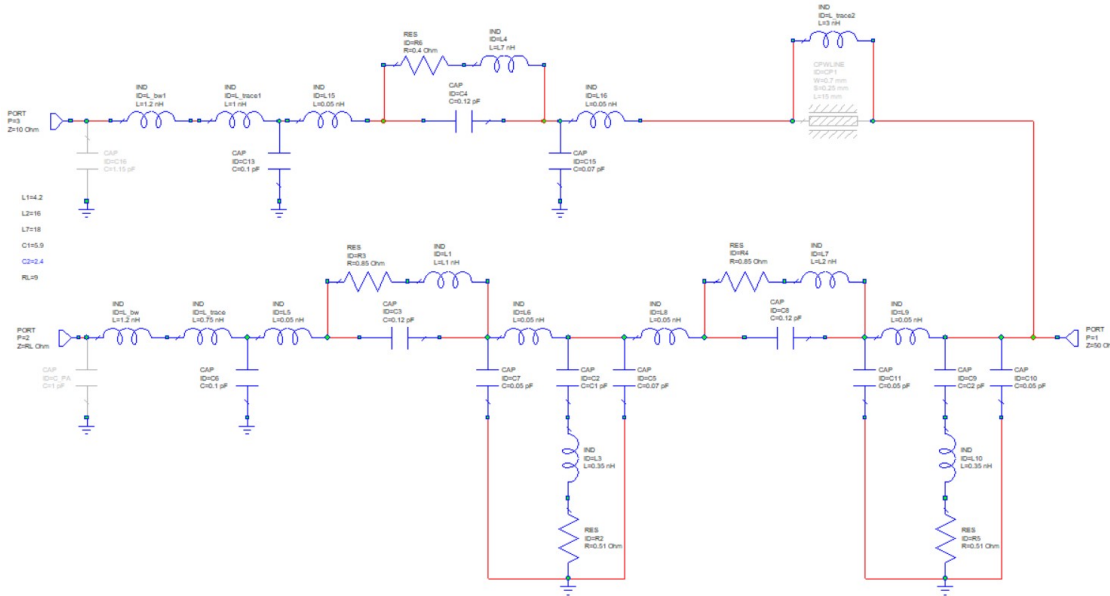 IND
ID=L_trace2
L=3 nH
CPWLINE
ID=CP1
W=0.7 mm
S=0.25 mm
L=15 mm
RES
ID=R6
R=0.4 Ohm
IND
ID=L4
L=L7 nH
IND
ID=L_bw1
L=1.2 nH
IND
ID=L_trace1
L=1 nH
IND
ID=L15
L=0.05 nH
CAP
ID=C4
C=0.12 pF
IND
ID=L16
L=0.05 nH
PORT
P=3
Z=10 Ohm
CAP
ID=C16
C=1.15 pF
CAP
ID=C13
C=0.1 pF
CAP
ID=C15
C=0.07 pF
L1=4.2
L2=16
L7=18
C1=5.9
C2=2.4
RL=9
RES
ID=R3
R=0.85 Ohm
IND
ID=L1
L=L1 nH
RES
ID=R4
R=0.85 Ohm
IND
ID=L7
L=L2 nH
IND
ID=L_bw
L=1.2 nH
IND
ID=L_trace
L=0.75 nH
IND
ID=L5
L=0.05 nH
CAP
ID=C3
C=0.12 pF
IND
ID=L6
L=0.05 nH
IND
ID=L8
L=0.05 nH
CAP
ID=C8
C=0.12 pF
IND
ID=L9
L=0.05 nH
PORT
P=2
Z=RL Ohm
PORT
P=1
Z=50 Oh
CAP
ID=C_PA
C=1 pF
CAP
ID=C6
C=0.1 pF
CAP
ID=C7
C=0.05 pF
CAP
ID=C2
C=C1 pF
CAP
ID=C5
C=0.07 pF
CAP
ID=C11
C=0.05 pF
CAP
ID=C9
C=C2 pF
CAP
ID=C10
C=0.05 pF
IND
ID=L3
L=0.35 nH
IND
ID=L10
L=0.35 nH
RES
ID=R2
R=0.51 Ohm
RES
ID=R5
R=0.51 Ohm